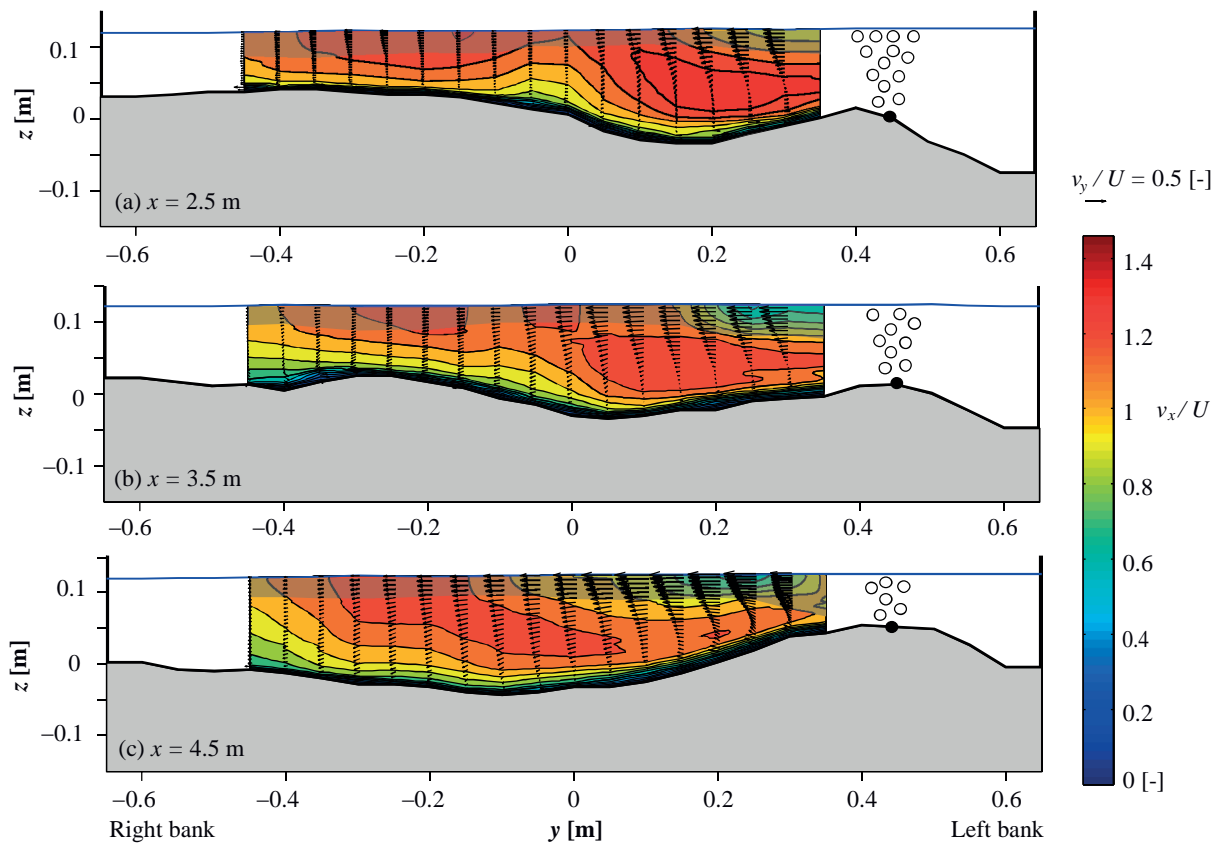 z [m]
0.1
0
−0.1
(a) x = 2.5 m
−0.6 −0.4 −0.2 0 0.2 0.4 0.6
z [m]
0.1
0
−0.1
(b) x = 3.5 m
−0.6 −0.4 −0.2 0 0.2 0.4 0.6
z [m]
0.1
0
−0.1
(c) x = 4.5 m
−0.6 −0.4 −0.2 0 0.2 0.4 0.6
Right bank y [m] Left bank
v_y / U = 0.5 [-]
1.4
1.2
1 v_x / U
0.8
0.6
0.4
0.2
0 [-]